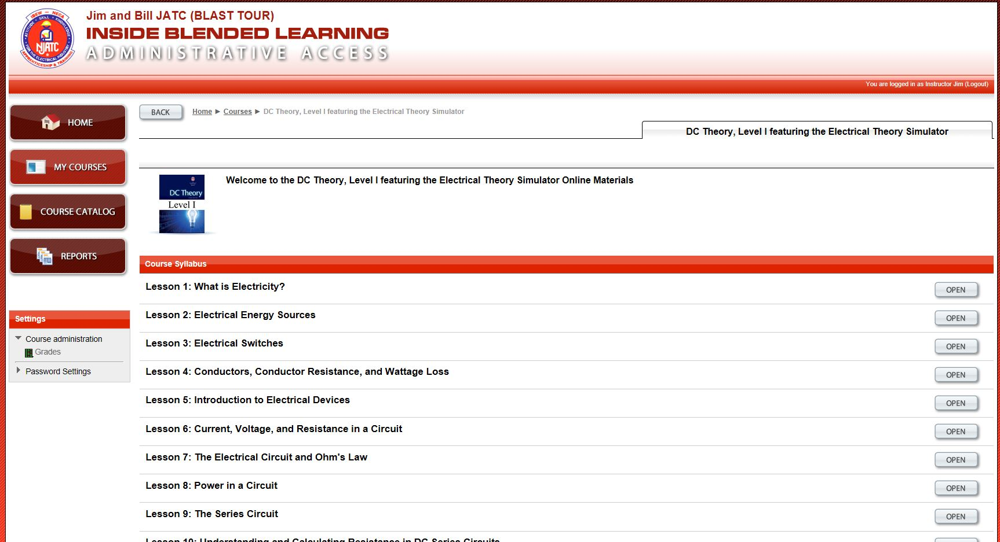 IBEW — NECA
ATTITUDE • SKILL • KNOWLEDGE
FOR THE ELECTRICAL INDUSTRY
NJATC
APPRENTICESHIP & TRAINING
Jim and Bill JATC (BLAST TOUR)
INSIDE BLENDED LEARNING
ADMINISTRATIVE ACCESS
You are logged in as Instructor Jim (Logout)
HOME
MY COURSES
COURSE CATALOG
REPORTS
Settings
Course administration
Grades
Password Settings
BACK
Home ► Courses ► DC Theory, Level I featuring the Electrical Theory Simulator
DC Theory, Level I featuring the Electrical Theory Simulator
DC Theory
Level I
Welcome to the DC Theory, Level I featuring the Electrical Theory Simulator Online Materials
Course Syllabus
Lesson 1: What is Electricity?
OPEN
Lesson 2: Electrical Energy Sources
OPEN
Lesson 3: Electrical Switches
OPEN
Lesson 4: Conductors, Conductor Resistance, and Wattage Loss
OPEN
Lesson 5: Introduction to Electrical Devices
OPEN
Lesson 6: Current, Voltage, and Resistance in a Circuit
OPEN
Lesson 7: The Electrical Circuit and Ohm's Law
OPEN
Lesson 8: Power in a Circuit
OPEN
Lesson 9: The Series Circuit
OPEN
Lesson 10: Understanding and Calculating Resistance in DC Series Circuits